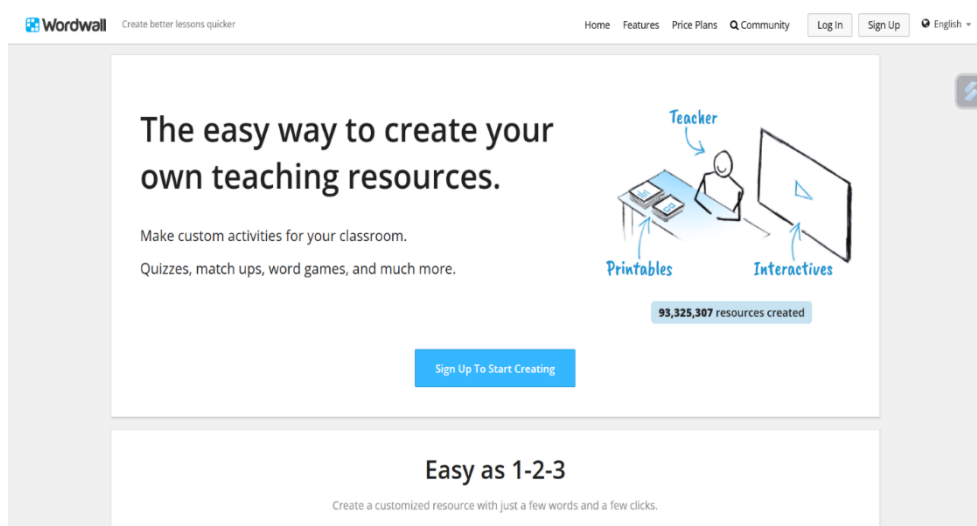 Wordwall
Create better lessons quicker
Home Features Price Plans Community Log In Sign Up English
The easy way to create your
own teaching resources.
Make custom activities for your classroom.
Quizzes, match ups, word games, and much more.
Teacher
Printables
Interactives
93,325,307 resources created
Sign Up To Start Creating
Easy as 1-2-3
Create a customized resource with just a few words and a few clicks.